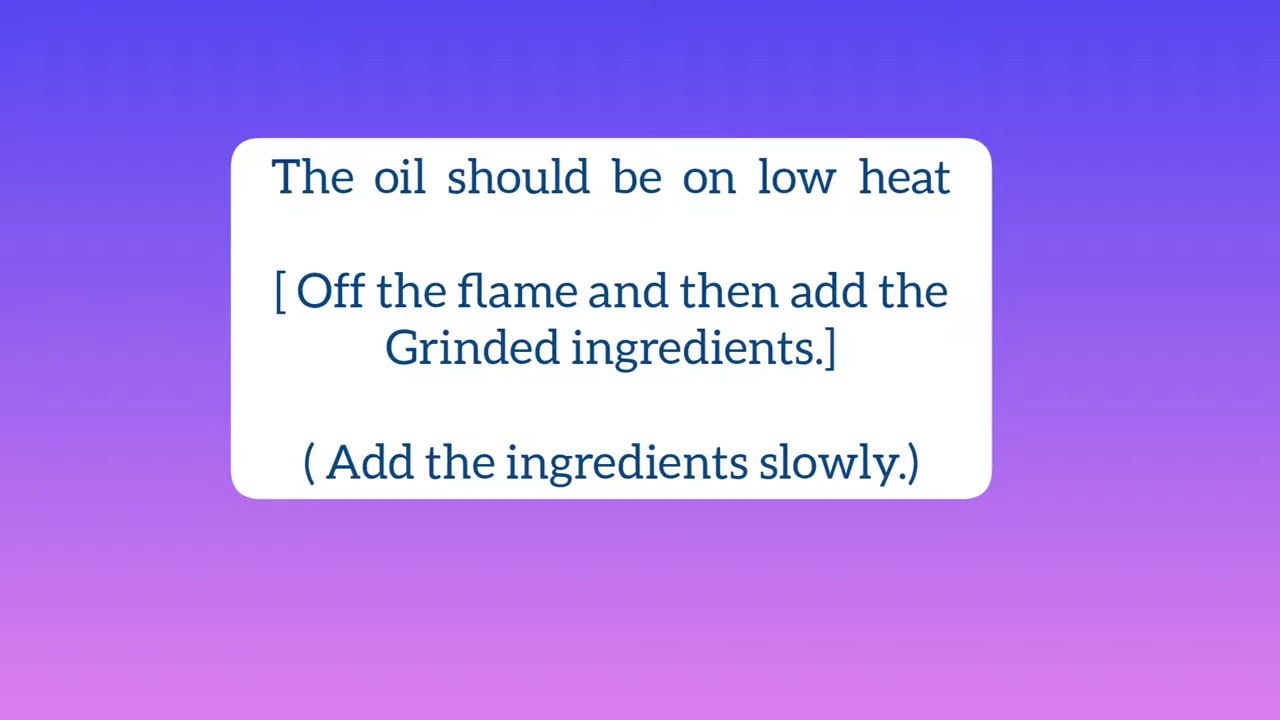 The oil should be on low heat
[ Off the flame and then add the
Grinded ingredients.]
( Add the ingredients slowly.)